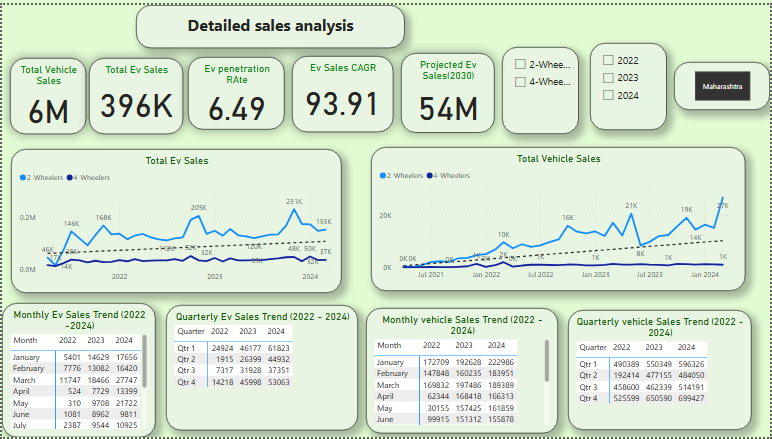 Detailed sales analysis
Total Vehicle
Sales
6M
Total Ev Sales
396K
Ev penetration
RAte
6.49
Ev Sales CAGR
93.91
Projected Ev
Sales(2030)
54M
2-Whee...
4-Whee...
2022
2023
2024
Maharashtra
Total Ev Sales
2-Wheelers 4-Wheelers
0.2M
0.0M
46K
14K
146K
168K
205K
32K
120K
231K
48K
50K
153K
37K
2022 2023 2024
Total Vehicle Sales
2-Wheelers 4-Wheelers
20K
0K
0K 0K
10K
0K
16K
1K
21K
8K
1K
19K
14K
27K
1K
Jul 2021 Jan 2022 Jul 2022 Jan 2023 Jul 2023 Jan 2024
Monthly Ev Sales Trend (2022
-2024)
Month 2022 2023 2024
January 5401 14629 17656
February 7776 13082 16420
March 11747 18466 27747
April 524 7729 13399
May 310 9708 21722
June 1081 8962 9811
July 2387 9544 10925
Quarterly Ev Sales Trend (2022 - 2024)
Quarter 2022 2023 2024
Qtr 1 24924 46177 61823
Qtr 2 1915 26399 44932
Qtr 3 7317 31928 37351
Qtr 4 14218 45998 53063
Monthly vehicle Sales Trend (2022 -
2024)
Month 2022 2023 2024
January 172709 192628 222986
February 147848 160235 183951
March 169832 197486 189389
April 62344 168418 166313
May 30155 157425 161859
June 99915 151312 155878
Quarterly vehicle Sales Trend (2022 -
2024)
Quarter 2022 2023 2024
Qtr 1 490389 550349 596326
Qtr 2 192414 477155 484050
Qtr 3 458600 462339 514191
Qtr 4 525599 650590 699427